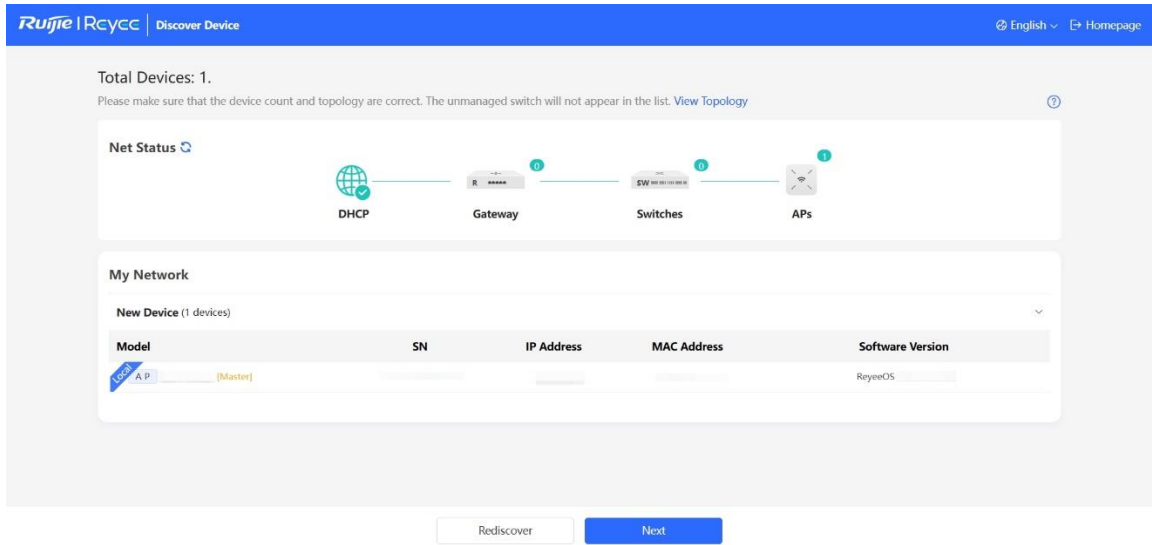 Ruijie | Reyee | Discover Device
English
Homepage
Total Devices: 1.
Please make sure that the device count and topology are correct. The unmanaged switch will not appear in the list. View Topology
?
Net Status
0
0
1
R
SW
DHCP
Gateway
Switches
APs
My Network
New Device (1 devices)
Model SN IP Address MAC Address Software Version
Local
AP [Master] ReyeeOS
Rediscover
Next